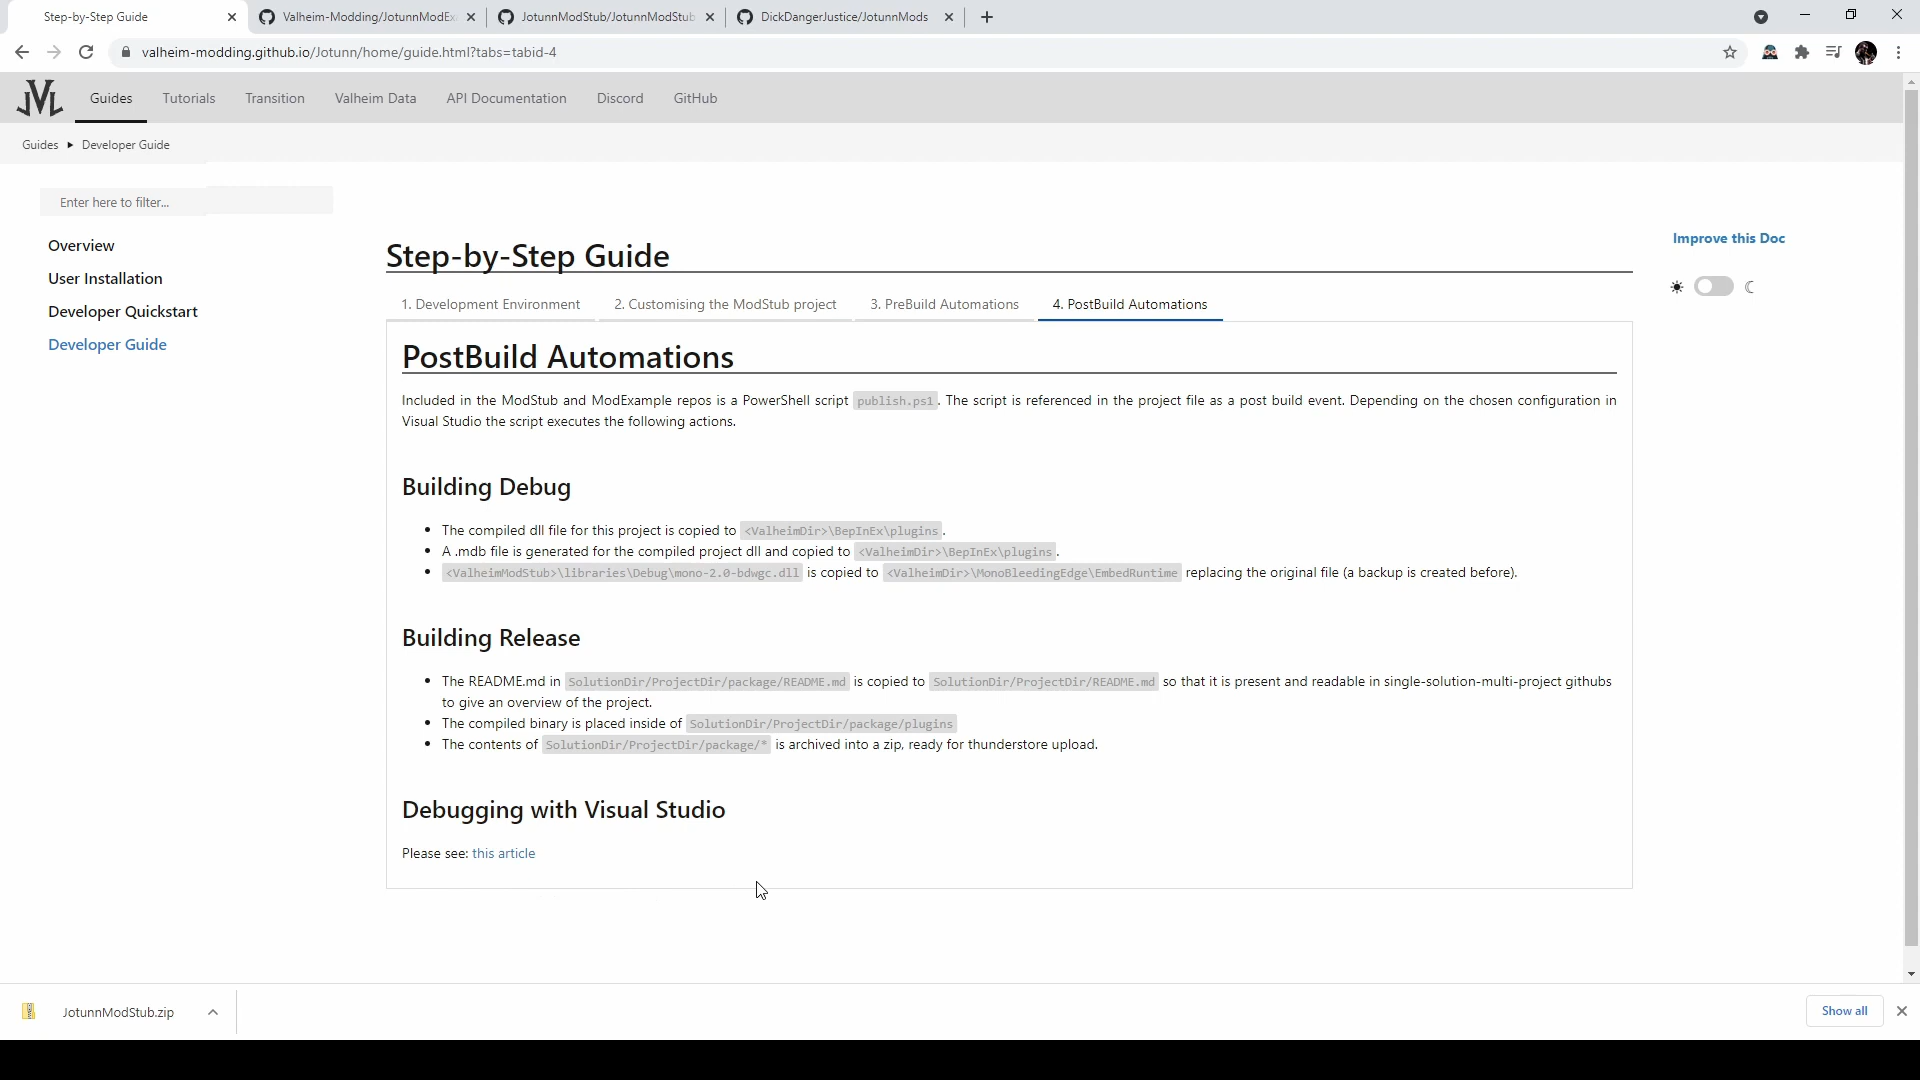 Step-by-Step Guide
Valheim-Modding/JotunnModEx
JotunnModStub/JotunnModStub
DickDangerJustice/JotunnMods
valheim-modding.github.io/Jotunn/home/guide.html?tabs=tabid-4
JVL
Guides
Tutorials
Transition
Valheim Data
API Documentation
Discord
GitHub
Guides
Developer Guide
Enter here to filter...
Overview
User Installation
Developer Quickstart
Developer Guide
Step-by-Step Guide
1. Development Environment
2. Customising the ModStub project
3. PreBuild Automations
4. PostBuild Automations
PostBuild Automations
Included in the ModStub and ModExample repos is a PowerShell script publish.ps1. The script is referenced in the project file as a post build event. Depending on the chosen configuration in
Visual Studio the script executes the following actions.
Building Debug
• The compiled dll file for this project is copied to <ValheimDir>\BepInEx\plugins.
• A .mdb file is generated for the compiled project dll and copied to <ValheimDir>\BepInEx\plugins.
• <ValheimModStub>\libraries\Debug\mono-2.0-bdwgc.dll is copied to <ValheimDir>\MonoBleedingEdge\EmbedRuntime replacing the original file (a backup is created before).
Building Release
• The README.md in SolutionDir/ProjectDir/package/README.md is copied to SolutionDir/ProjectDir/README.md so that it is present and readable in single-solution-multi-project githubs
to give an overview of the project.
• The compiled binary is placed inside of SolutionDir/ProjectDir/package/plugins
• The contents of SolutionDir/ProjectDir/package/* is archived into a zip, ready for thunderstore upload.
Debugging with Visual Studio
Please see: this article
Improve this Doc
JotunnModStub.zip
Show all